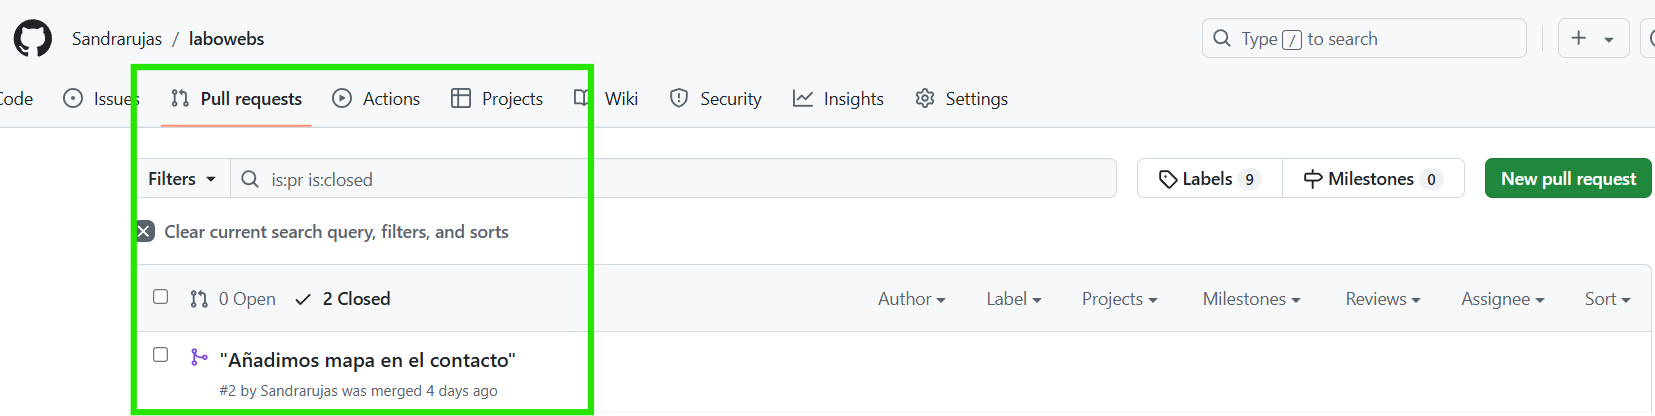 Sandrarujas / labowebs
Type / to search
Code Issues Pull requests Actions Projects Wiki Security Insights Settings
Filters is:pr is:closed
Labels 9 Milestones 0 New pull request
Clear current search query, filters, and sorts
0 Open 2 Closed Author Label Projects Milestones Reviews Assignee Sort
"Añadimos mapa en el contacto"
#2 by Sandrarujas was merged 4 days ago